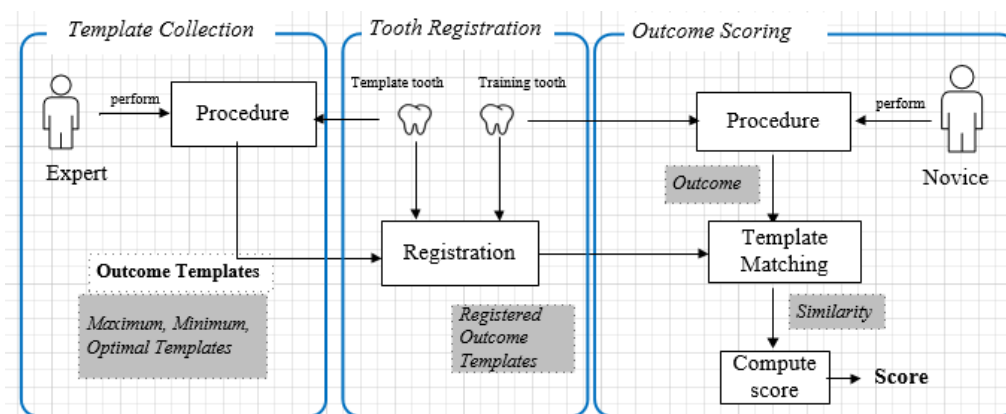 Template Collection
Tooth Registration
Outcome Scoring
Template tooth
Training tooth
perform
Procedure
Procedure
perform
Expert
Outcome
Novice
Registration
Template
Matching
Outcome Templates
Maximum, Minimum,
Optimal Templates
Registered
Outcome
Templates
Similarity
Compute
score
Score